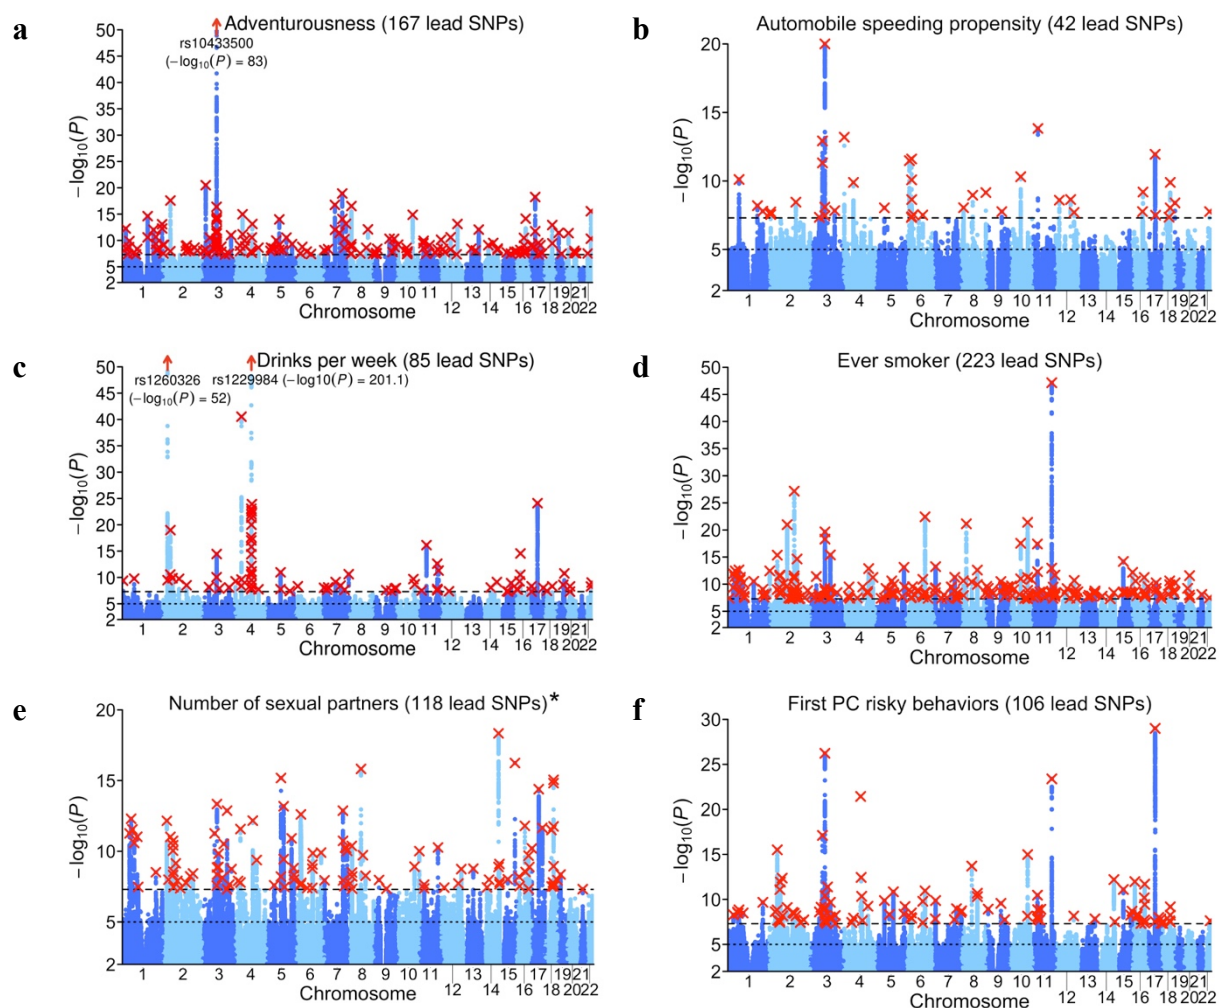 a
Adventurousness (167 lead SNPs)
rs10433500
(−log10(P) = 83)
50
45
40
35
30
25
20
15
10
5
2
−log10(P)
1 2 3 4 5 6 7 8 9 10 11 12 13 14 15 16 17 18 19 20 21 22
Chromosome
b
Automobile speeding propensity (42 lead SNPs)
20
15
10
5
2
−log10(P)
1 2 3 4 5 6 7 8 9 10 11 12 13 14 15 16 17 18 19 20 21 22
Chromosome
c
Drinks per week (85 lead SNPs)
rs1260326 rs1229984 (−log10(P) = 201.1)
(−log10(P) = 52)
50
45
40
35
30
25
20
15
10
5
2
−log10(P)
1 2 3 4 5 6 7 8 9 10 11 12 13 14 15 16 17 18 19 20 21 22
Chromosome
d
Ever smoker (223 lead SNPs)
50
45
40
35
30
25
20
15
10
5
2
−log10(P)
1 2 3 4 5 6 7 8 9 10 11 12 13 14 15 16 17 18 19 20 21 22
Chromosome
e
Number of sexual partners (118 lead SNPs)*
20
15
10
5
2
−log10(P)
1 2 3 4 5 6 7 8 9 10 11 12 13 14 15 16 17 18 19 20 21 22
Chromosome
f
First PC risky behaviors (106 lead SNPs)
30
25
20
15
10
5
2
−log10(P)
1 2 3 4 5 6 7 8 9 10 11 12 13 14 15 16 17 18 19 20 21 22
Chromosome